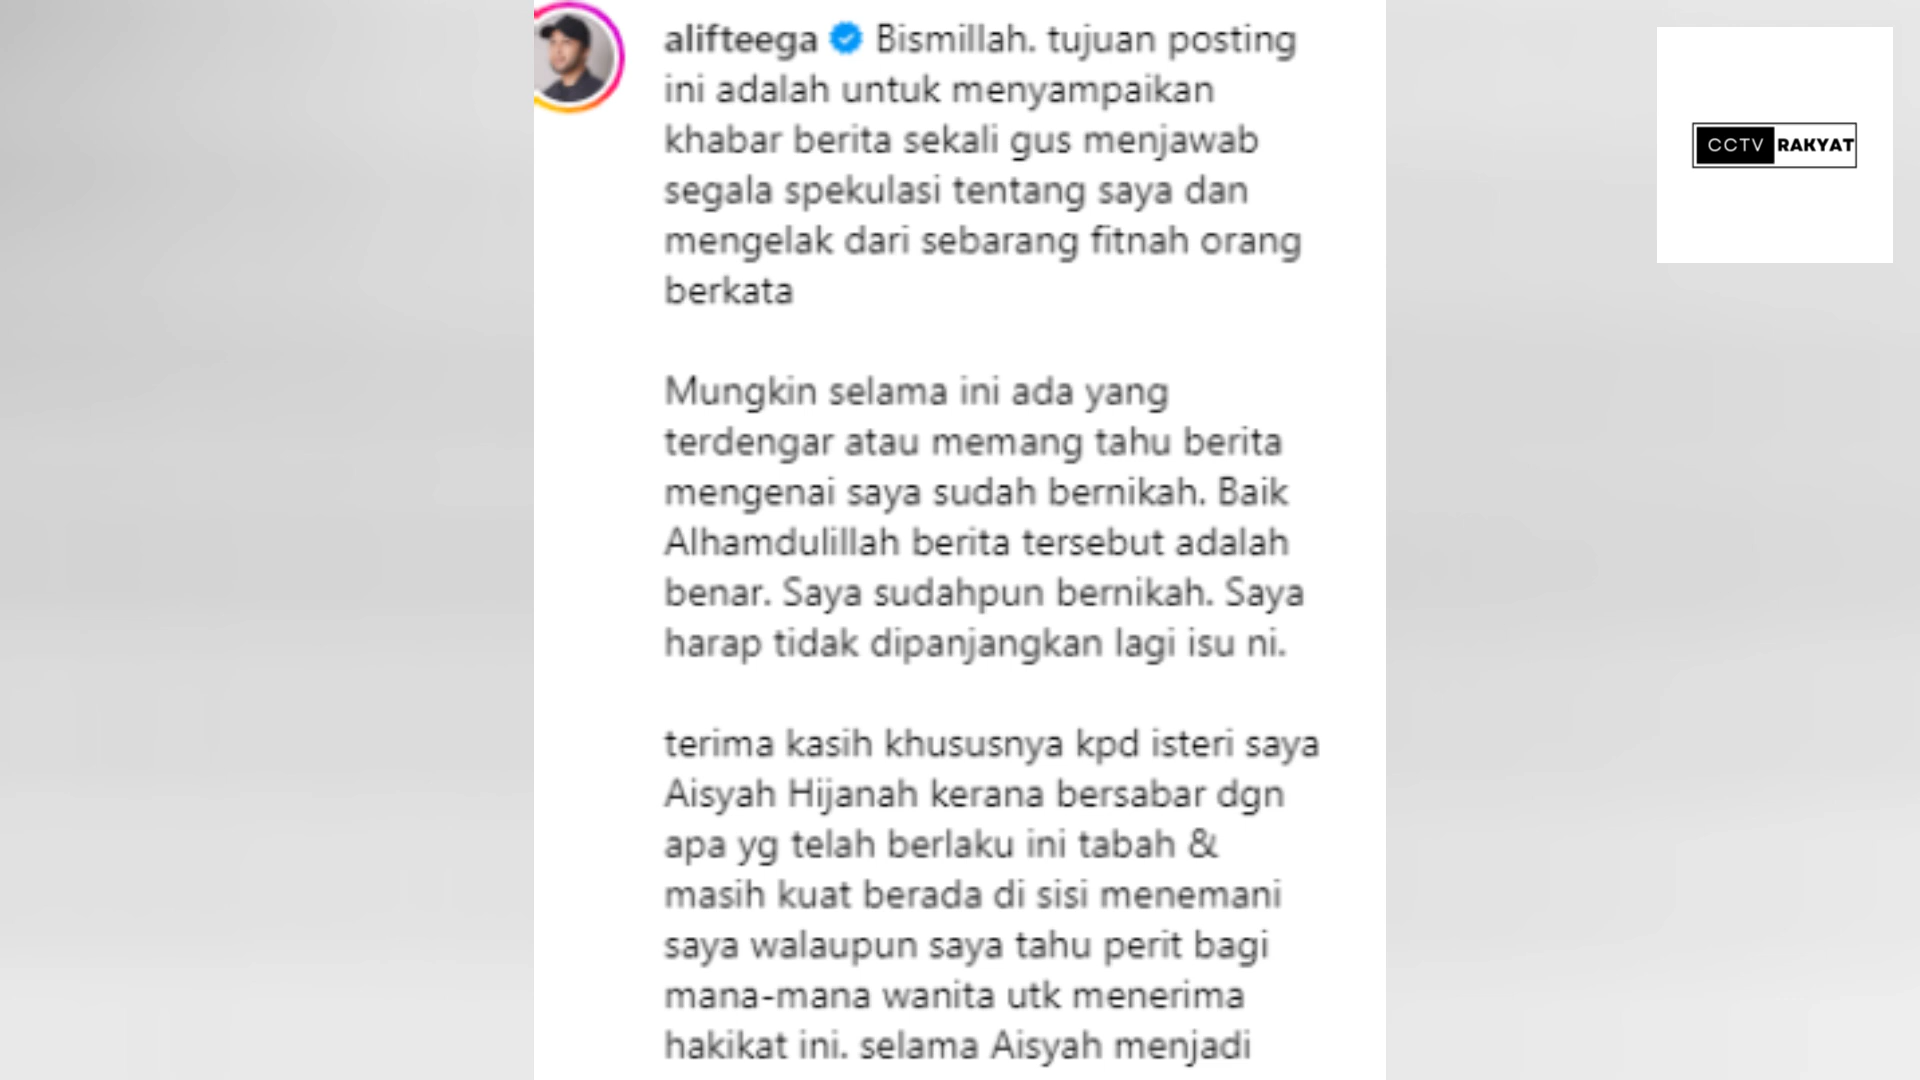 alifteega Bismillah. tujuan posting
ini adalah untuk menyampaikan
khabar berita sekali gus menjawab
segala spekulasi tentang saya dan
mengelak dari sebarang fitnah orang
berkata
Mungkin selama ini ada yang
terdengar atau memang tahu berita
mengenai saya sudah bernikah. Baik
Alhamdulillah berita tersebut adalah
benar. Saya sudahpun bernikah. Saya
harap tidak dipanjangkan lagi isu ni.
terima kasih khususnya kpd isteri saya
Aisyah Hijanah kerana bersabar dgn
apa yg telah berlaku ini tabah &
masih kuat berada di sisi menemani
saya walaupun saya tahu perit bagi
mana-mana wanita utk menerima
hakikat ini. selama Aisyah menjadi
CCTV RAKYAT